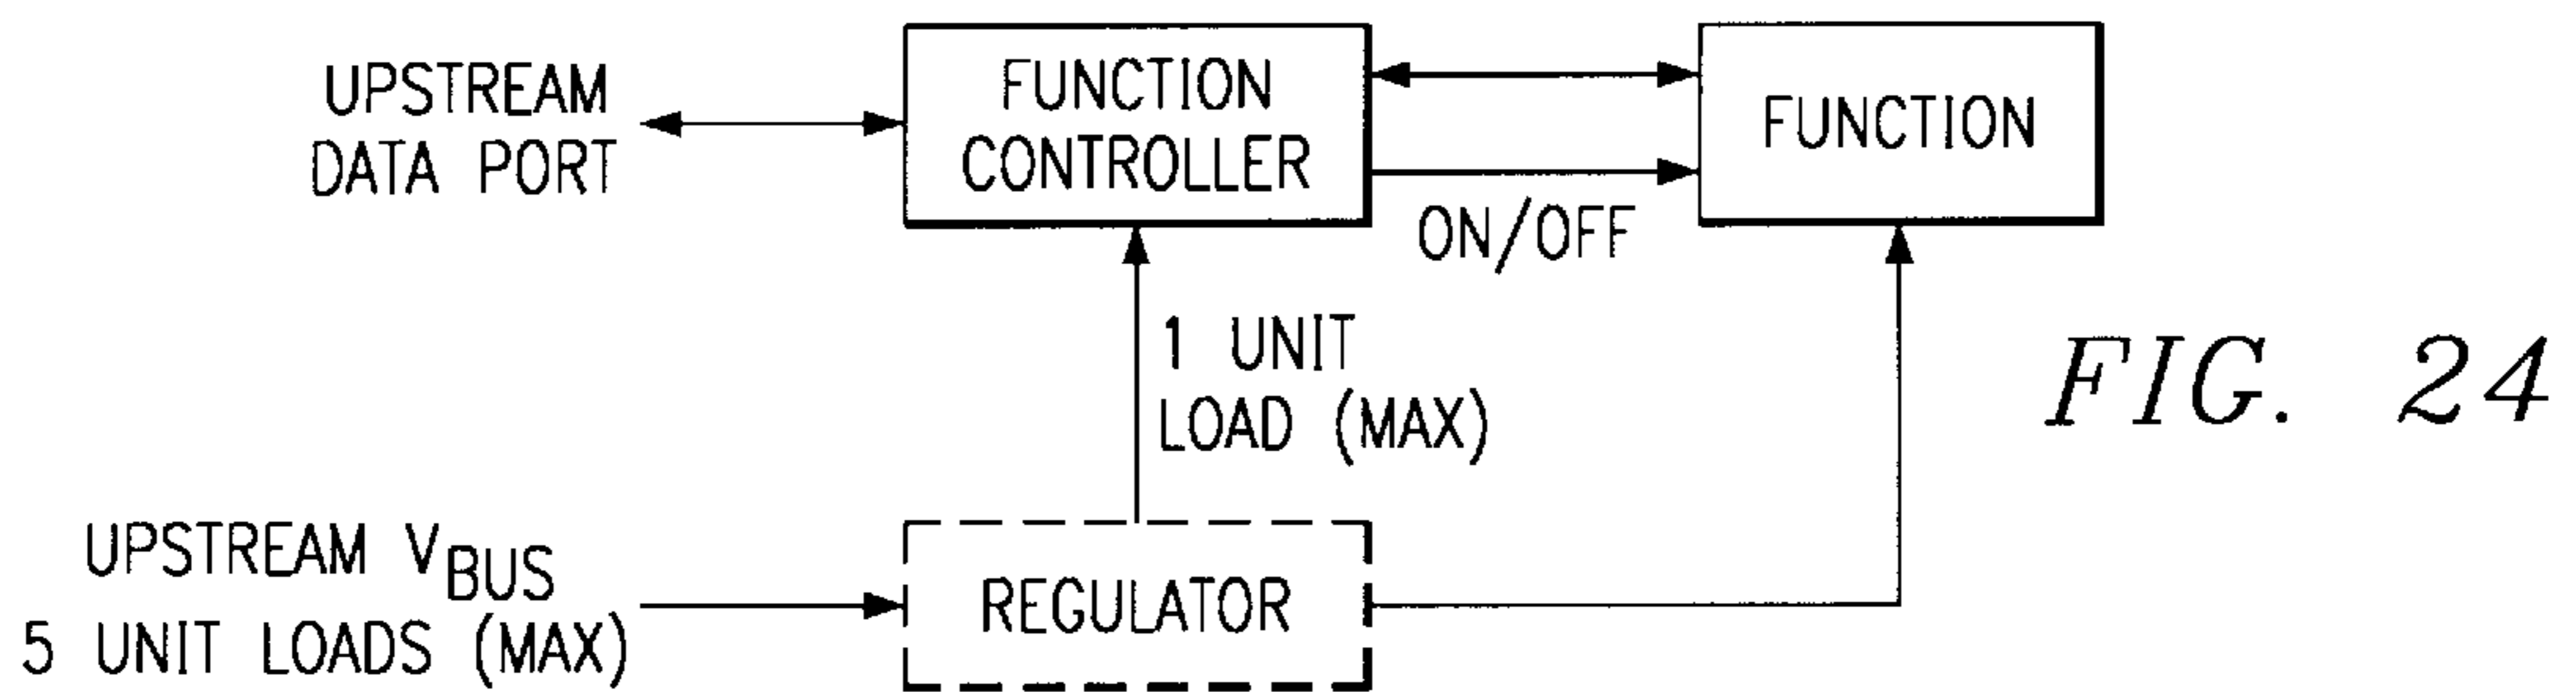 UPSTREAM
DATA PORT
FUNCTION
CONTROLLER
FUNCTION
ON/OFF
1 UNIT
LOAD (MAX)
FIG. 24
UPSTREAM VBUS
5 UNIT LOADS (MAX)
REGULATOR